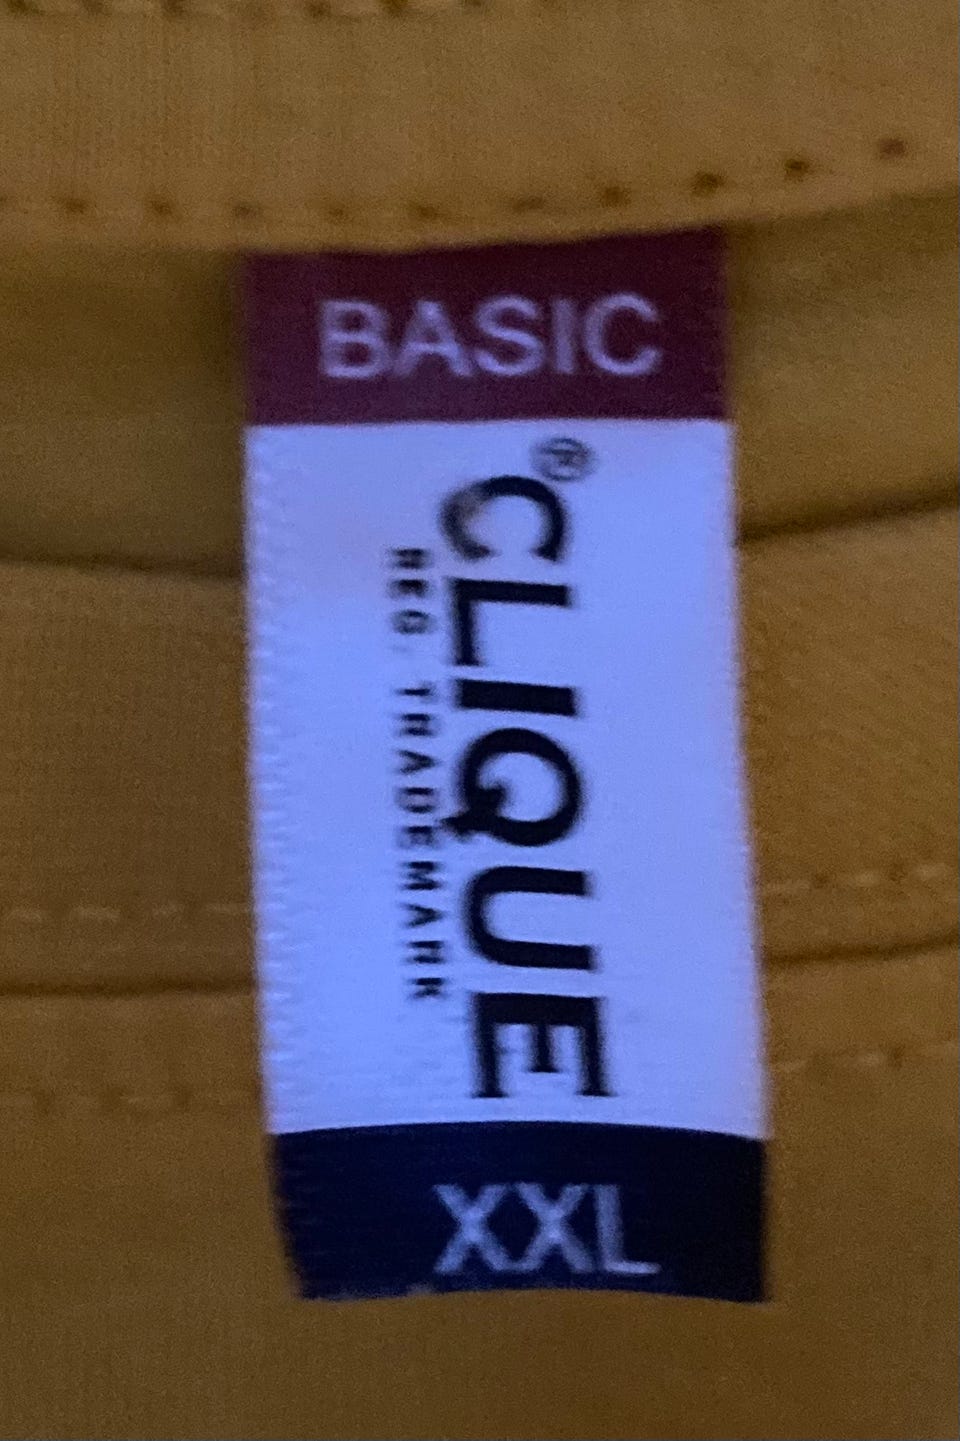 BASIC
CLIQUE®
REG. TRADEMARK
XXL